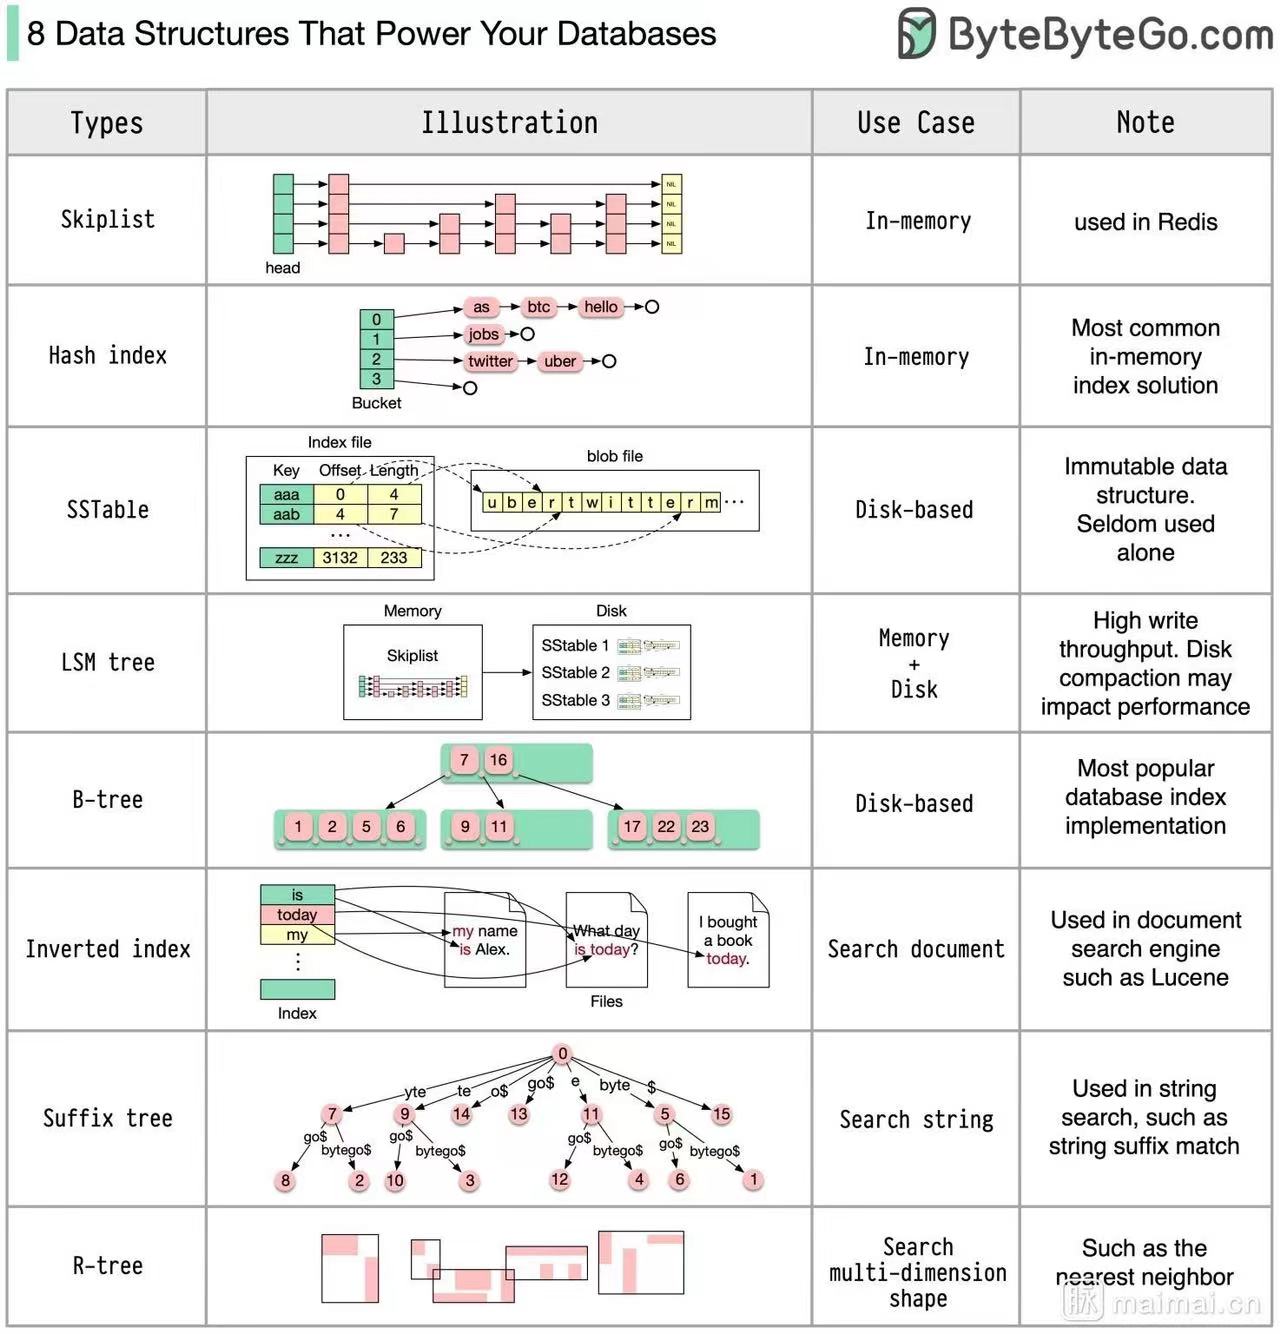 8 Data Structures That Power Your Databases
ByteByteGo.com
Types
Illustration
Use Case
Note
Skiplist
NIL
NIL
NIL
NIL
head
In-memory
used in Redis
Hash index
0
1
2
3
Bucket
as
btc
hello
jobs
twitter
uber
In-memory
Most common
in-memory
index solution
SSTable
Index file
Key Offset Length
aaa 0 4
aab 4 7
...
zzz 3132 233
blob file
u b e r t w i t t e r m ...
Disk-based
Immutable data
structure.
Seldom used
alone
LSM tree
Memory
Skiplist
Disk
SStable 1
SStable 2
SStable 3
Memory
+
Disk
High write
throughput. Disk
compaction may
impact performance
B-tree
7 16
1 2 5 6
9 11
17 22 23
Disk-based
Most popular
database index
implementation
Inverted index
is
today
my
Index
my name
is Alex.
What day
is today?
I bought
a book
today.
Files
Search document
Used in document
search engine
such as Lucene
Suffix tree
0
yte te o$ go$ e byte $
7 9 14 13 11 5 15
go$ bytego$ go$ bytego$ go$ bytego$ go$ bytego$
8 2 10 3 12 4 6 1
Search string
Used in string
search, such as
string suffix match
R-tree
Search
multi-dimension
shape
Such as the
nearest neighbor
脉 maimai.cn